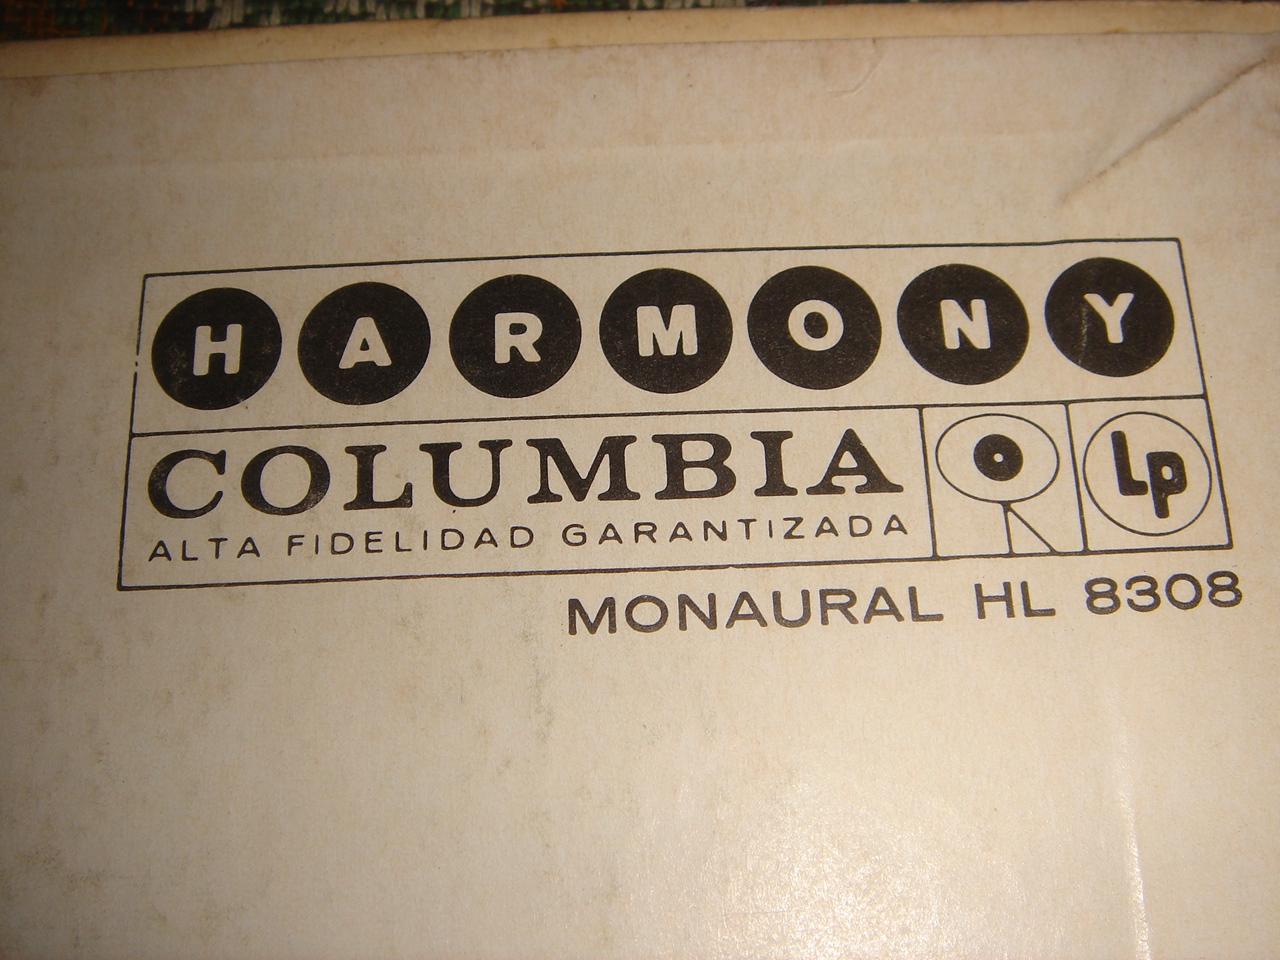 HARMONY
COLUMBIA
Lp
ALTA FIDELIDAD GARANTIZADA
MONAURAL HL 8308